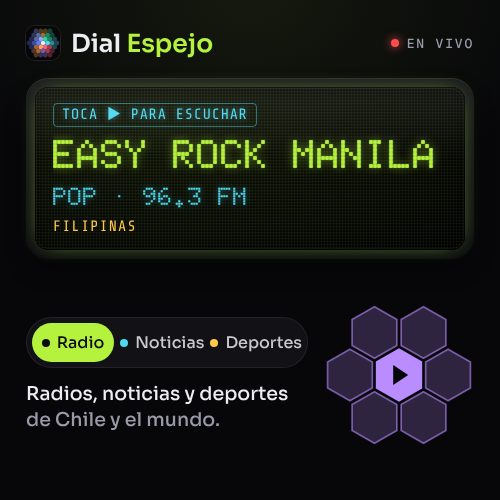 Dial Espejo
EN VIVO
TOCA ▶ PARA ESCUCHAR
EASY ROCK MANILA
POP · 96.3 FM
FILIPINAS
Radio
Noticias
Deportes
Radios, noticias y deportes
de Chile y el mundo.